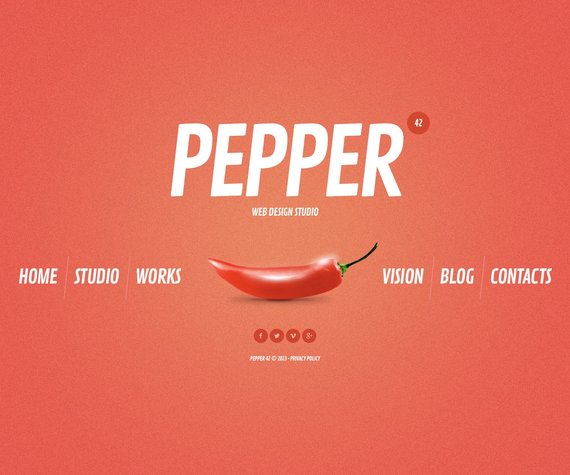 PEPPER 42
WEB DESIGN STUDIO
HOME STUDIO WORKS VISION BLOG CONTACTS
PEPPER 42 © 2013 • PRIVACY POLICY